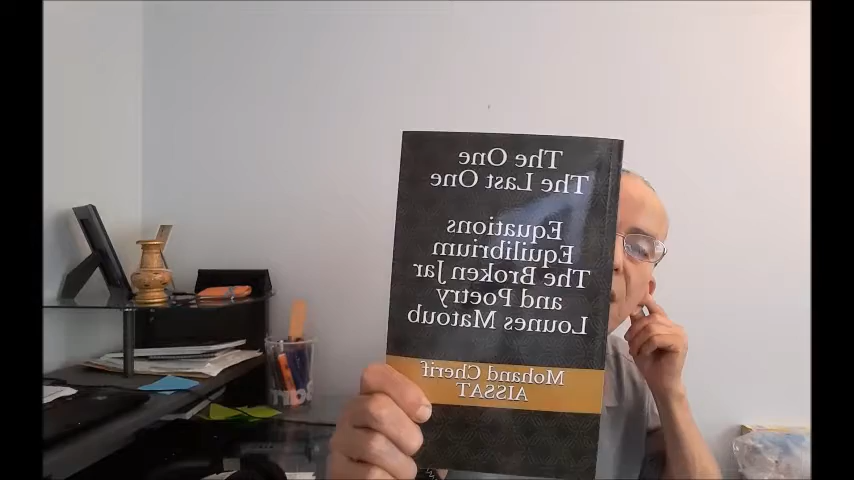 The One
The Last One
Equations
Equilibrium
The Broken Jar
and Poetry
Lounes Matoub
Mohand Cherif
AISSAT